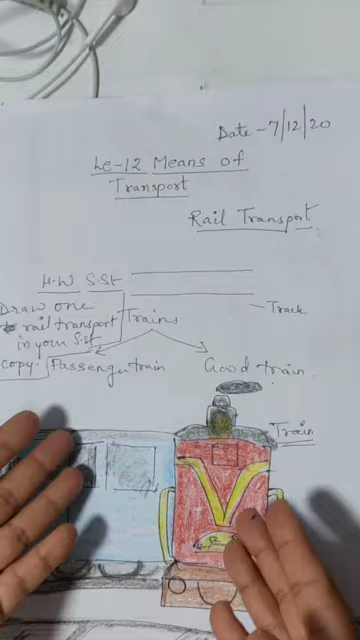 Date - 7/12/20
Le-12 Means of
Transport
Rail Transport
H.W S.St
Draw one
rail transport
in your S.st
copy.
Track
Trains
Passenger train
Good train.
Train